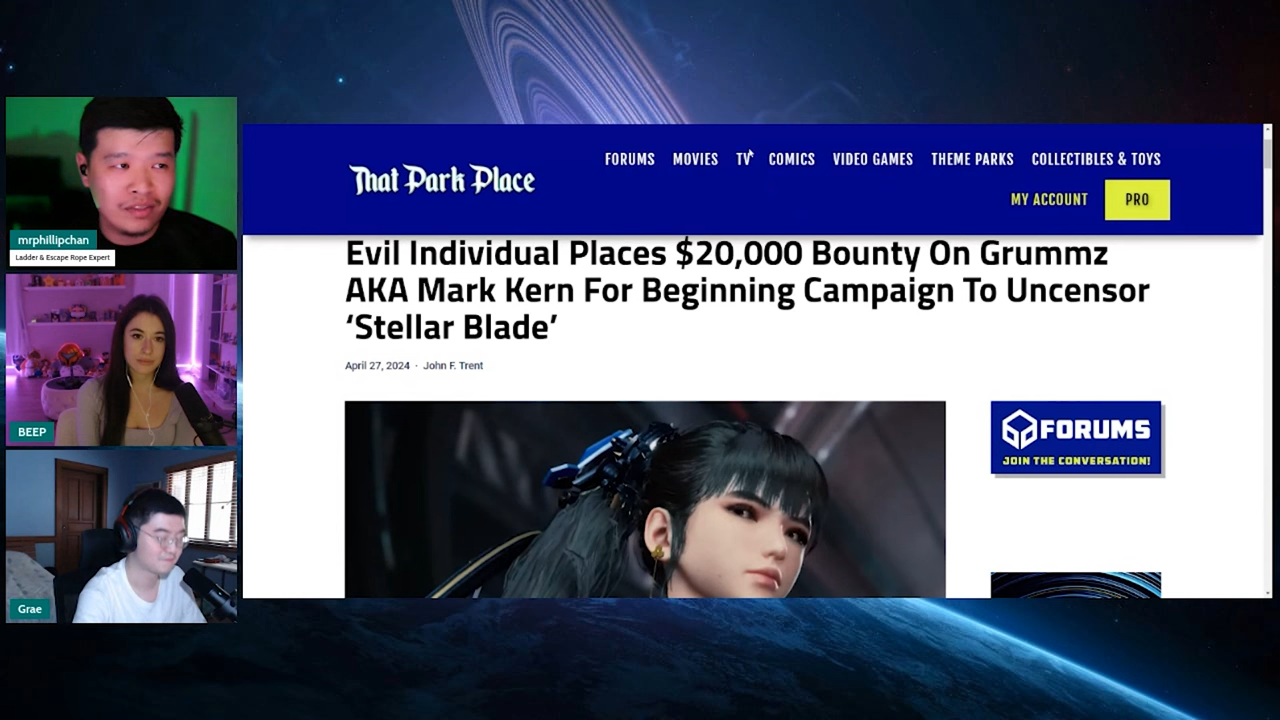 mrphillipchan
Ladder & Escape Rope Expert
BEEP
Grae
That Park Place
FORUMS MOVIES TV COMICS VIDEO GAMES THEME PARKS COLLECTIBLES & TOYS
MY ACCOUNT PRO
Evil Individual Places $20,000 Bounty On Grummz
AKA Mark Kern For Beginning Campaign To Uncensor
‘Stellar Blade’
April 27, 2024 · John F. Trent
FORUMS
JOIN THE CONVERSATION!